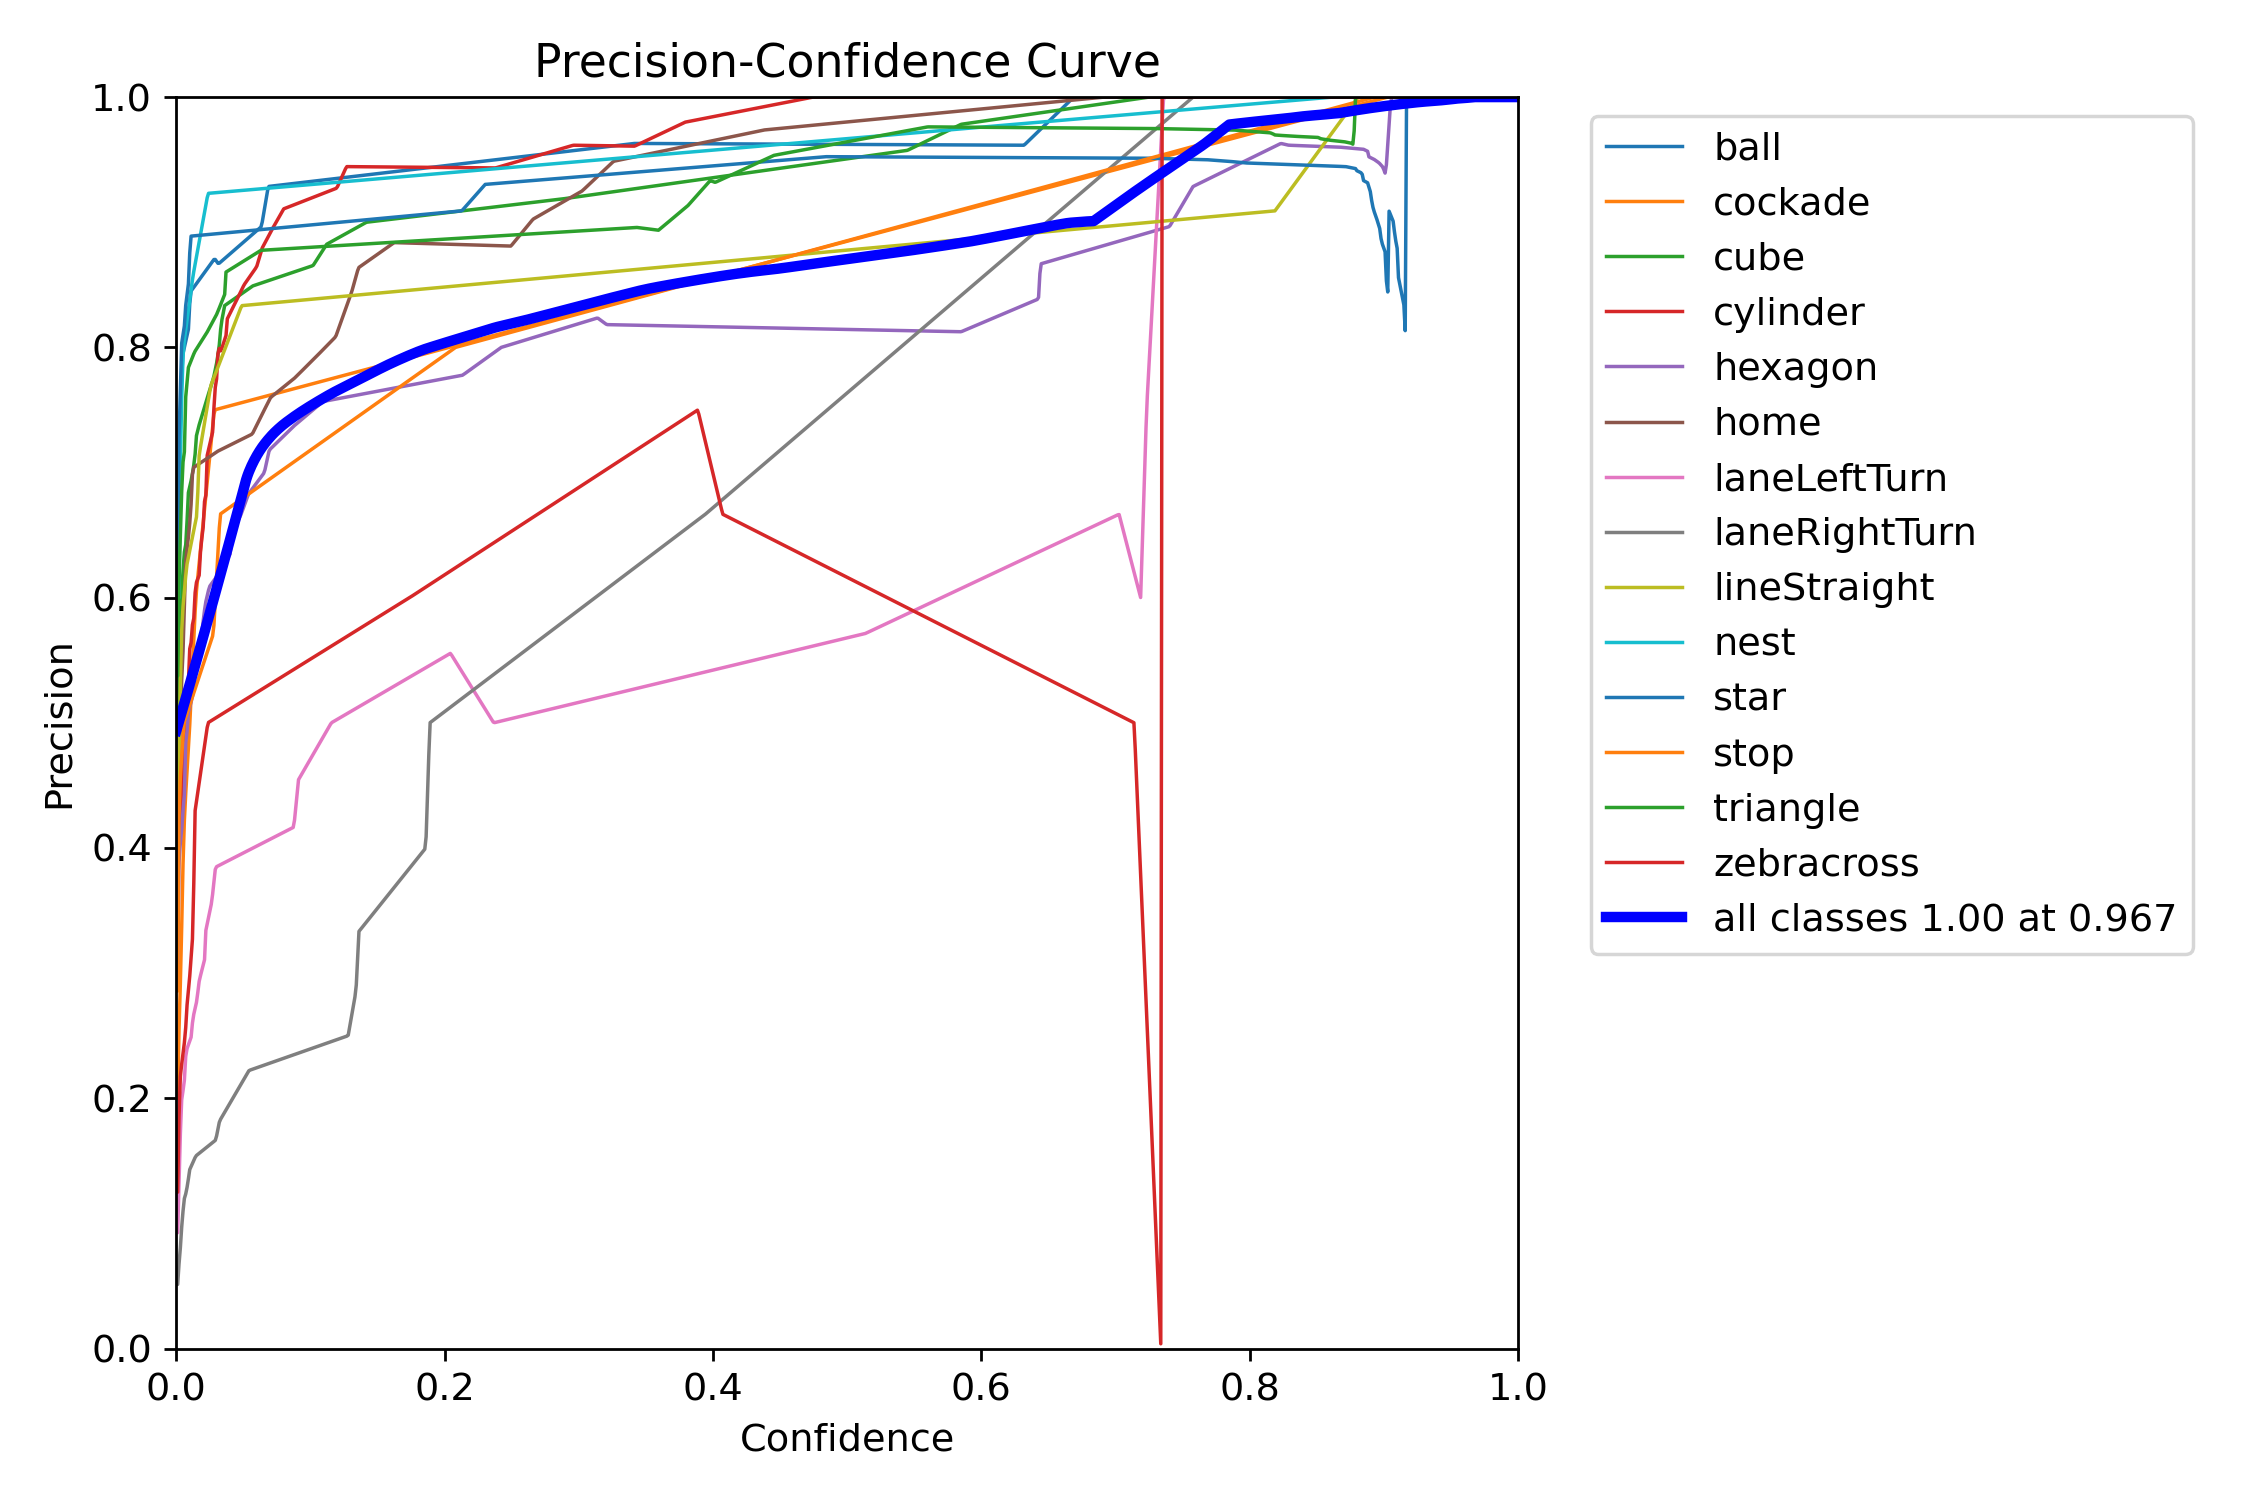 Precision-Confidence Curve
1.0
0.8
0.6
0.4
0.2
0.0
Precision
0.0 0.2 0.4 0.6 0.8 1.0
Confidence
ball
cockade
cube
cylinder
hexagon
home
laneLeftTurn
laneRightTurn
lineStraight
nest
star
stop
triangle
zebracross
all classes 1.00 at 0.967